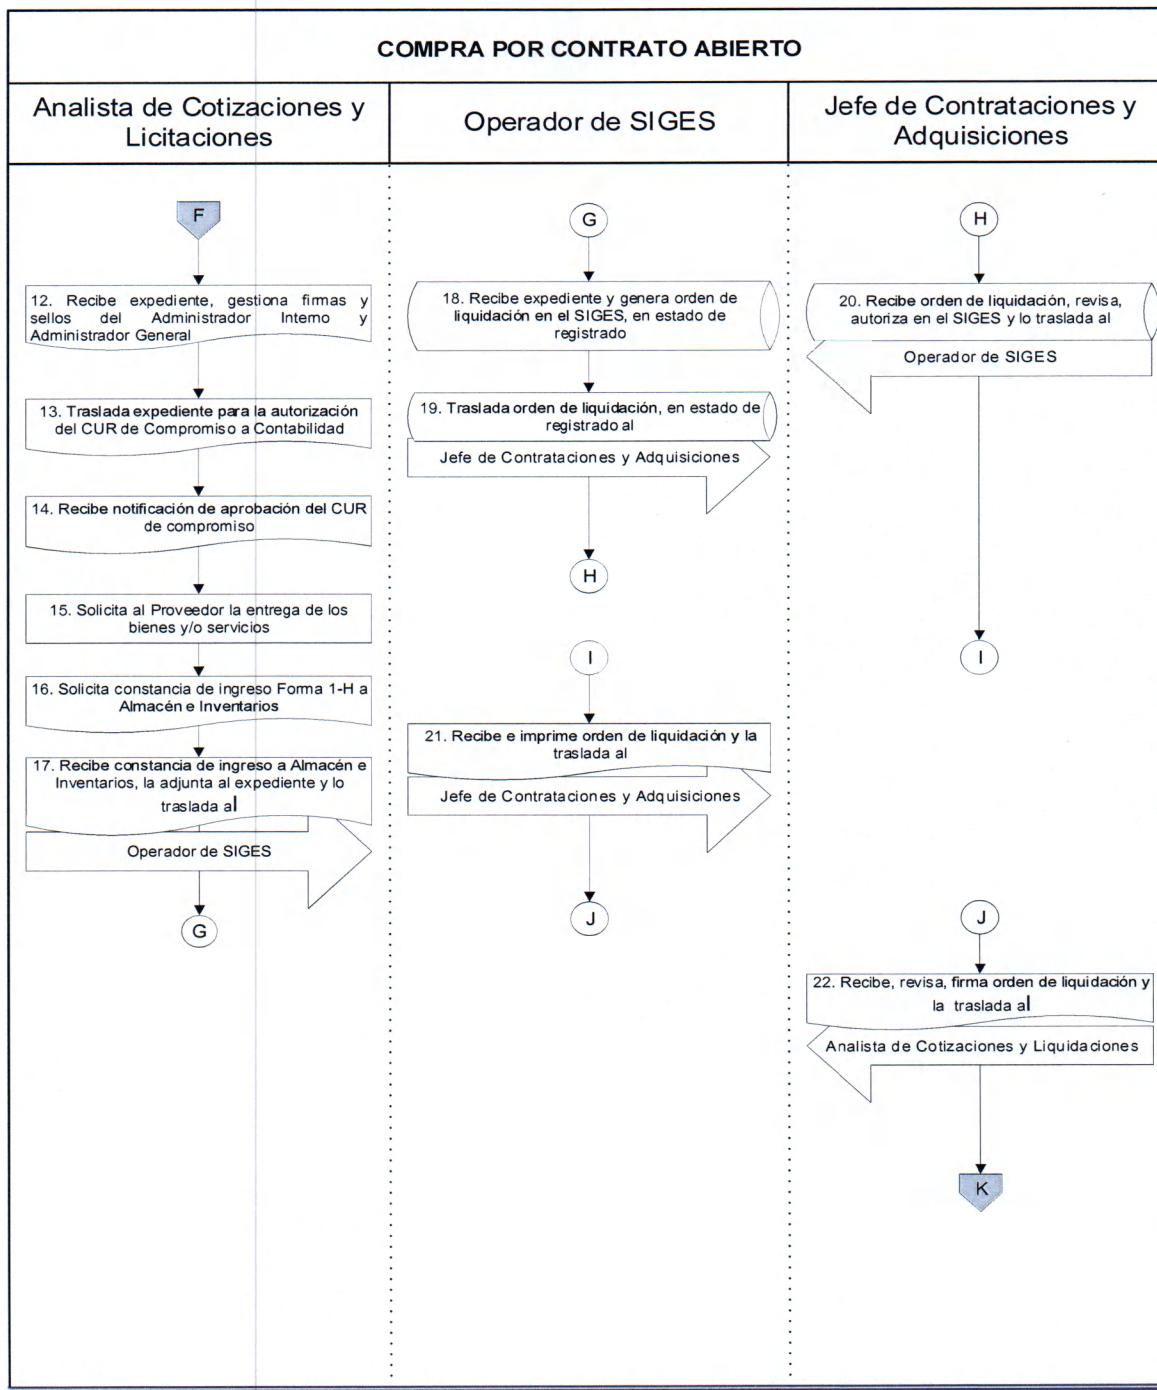 COMPRA POR CONTRATO ABIERTO
Analista de Cotizaciones y
Licitaciones
F
12. Recibe expediente, gestiona firmas y
sellos del Administrador Interno y
Administrador General
13. Traslada expediente para la autorización
del CUR de Compromiso a Contabilidad
14. Recibe notificación de aprobación del CUR
de compromiso
15. Solicita al Proveedor la entrega de los
bienes y/o servicios
16. Solicita constancia de ingreso Forma 1-H a
Almacén e Inventarios
17. Recibe constancia de ingreso a Almacén e
Inventarios, la adjunta al expediente y lo
traslada al
Operador de SIGES
G
Operador de SIGES
G
18. Recibe expediente y genera orden de
liquidación en el SIGES, en estado de
registrado
19. Traslada orden de liquidación, en estado de
registrado al
Jefe de Contrataciones y Adquisiciones
H
I
21. Recibe e imprime orden de liquidación y la
traslada al
Jefe de Contrataciones y Adquisiciones
J
Jefe de Contrataciones y
Adquisiciones
H
20. Recibe orden de liquidación, revisa,
autoriza en el SIGES y lo traslada al
Operador de SIGES
I
J
22. Recibe, revisa, firma orden de liquidación y
la traslada al
Analista de Cotizaciones y Liquidaciones
K